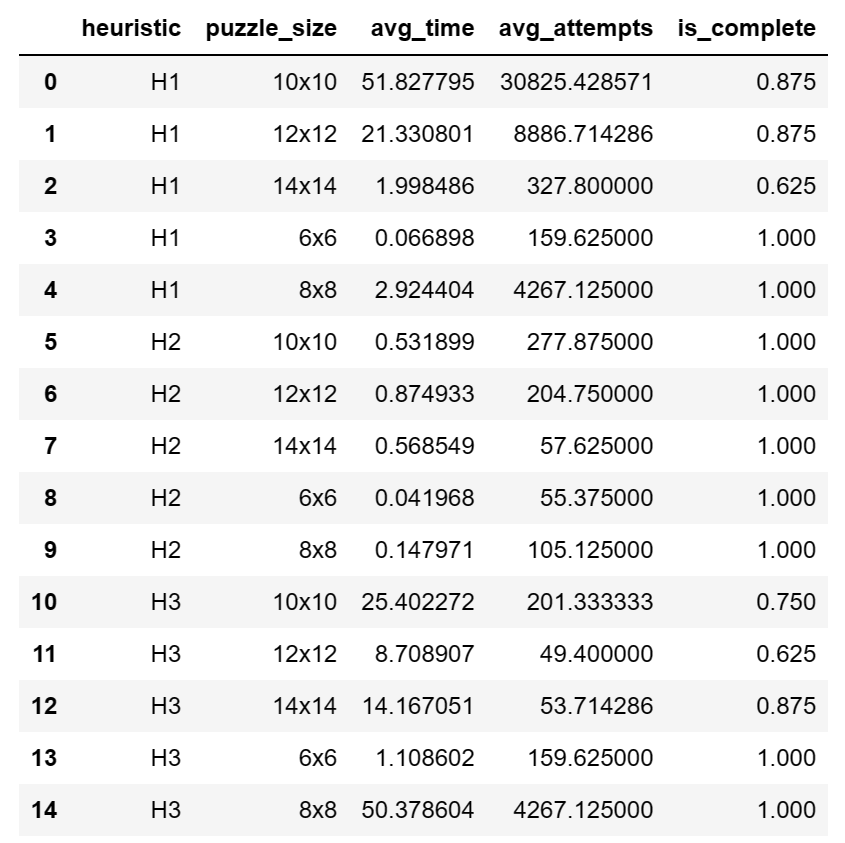 heuristic puzzle_size avg_time avg_attempts is_complete
0 H1 10x10 51.827795 30825.428571 0.875
1 H1 12x12 21.330801 8886.714286 0.875
2 H1 14x14 1.998486 327.800000 0.625
3 H1 6x6 0.066898 159.625000 1.000
4 H1 8x8 2.924404 4267.125000 1.000
5 H2 10x10 0.531899 277.875000 1.000
6 H2 12x12 0.874933 204.750000 1.000
7 H2 14x14 0.568549 57.625000 1.000
8 H2 6x6 0.041968 55.375000 1.000
9 H2 8x8 0.147971 105.125000 1.000
10 H3 10x10 25.402272 201.333333 0.750
11 H3 12x12 8.708907 49.400000 0.625
12 H3 14x14 14.167051 53.714286 0.875
13 H3 6x6 1.108602 159.625000 1.000
14 H3 8x8 50.378604 4267.125000 1.000